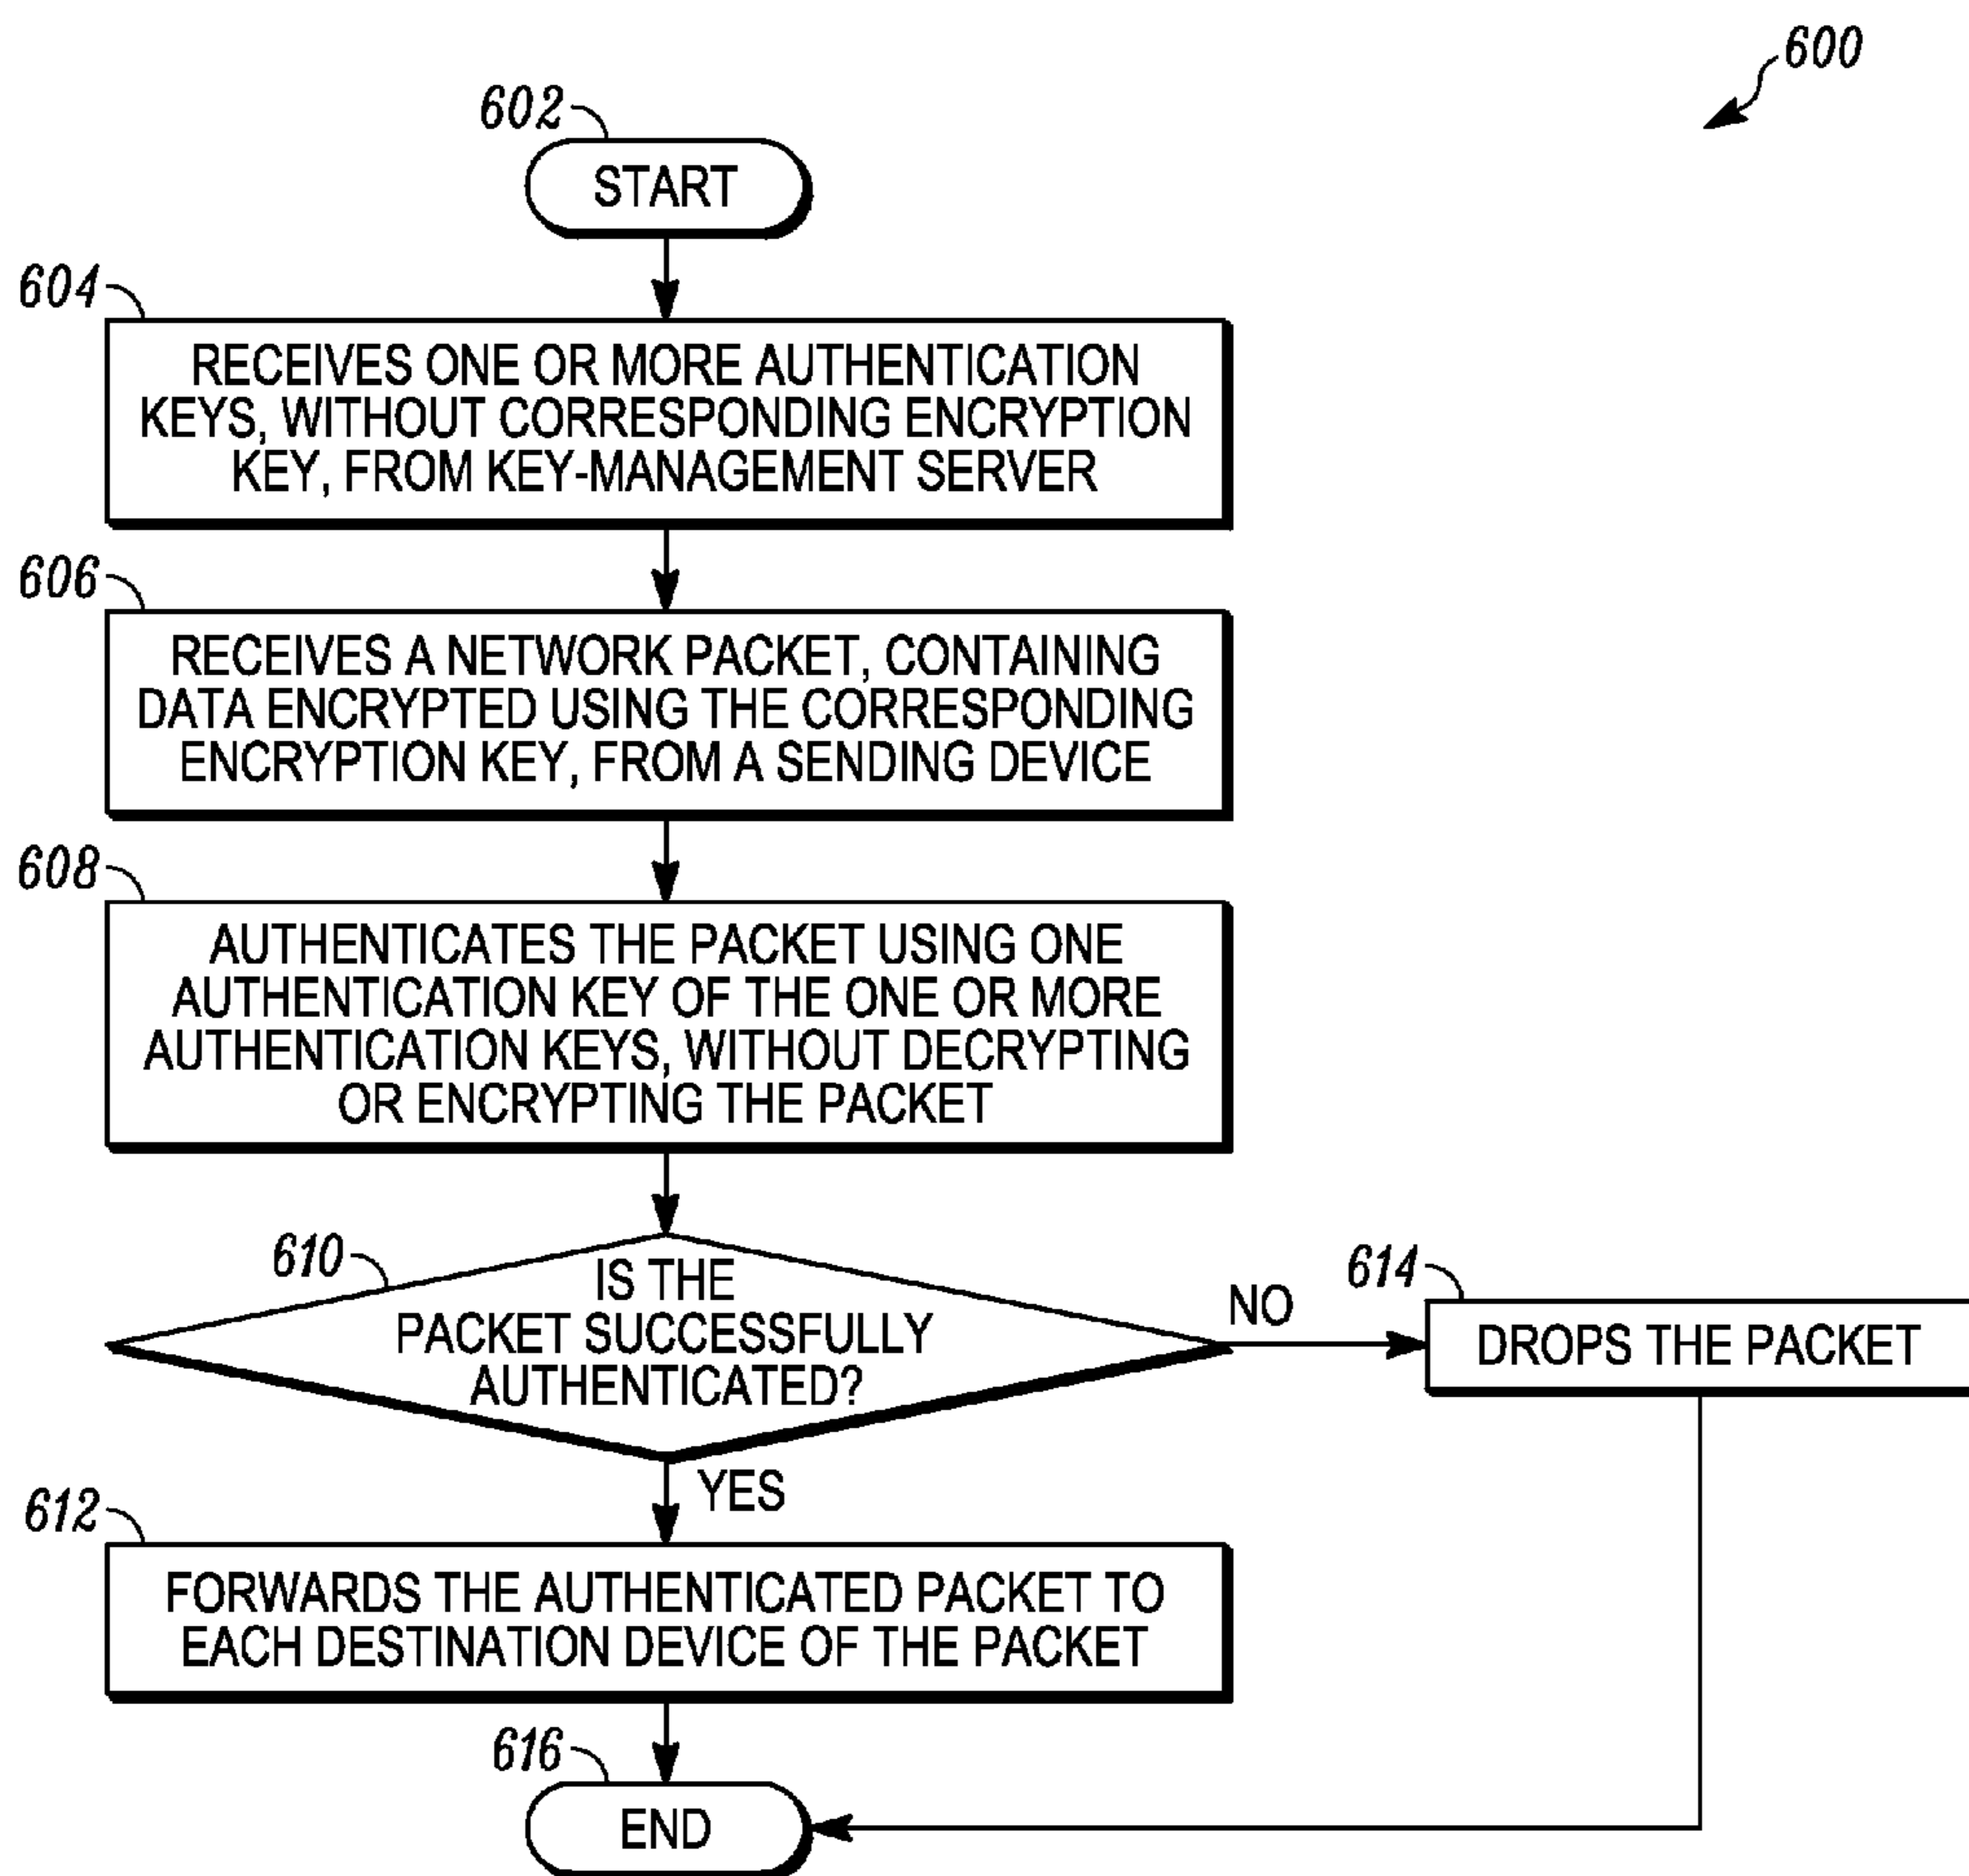 600
602
START
604
RECEIVES ONE OR MORE AUTHENTICATION
KEYS, WITHOUT CORRESPONDING ENCRYPTION
KEY, FROM KEY-MANAGEMENT SERVER
606
RECEIVES A NETWORK PACKET, CONTAINING
DATA ENCRYPTED USING THE CORRESPONDING
ENCRYPTION KEY, FROM A SENDING DEVICE
608
AUTHENTICATES THE PACKET USING ONE
AUTHENTICATION KEY OF THE ONE OR MORE
AUTHENTICATION KEYS, WITHOUT DECRYPTING
OR ENCRYPTING THE PACKET
610
IS THE
PACKET SUCCESSFULLY
AUTHENTICATED?
NO
614
DROPS THE PACKET
YES
612
FORWARDS THE AUTHENTICATED PACKET TO
EACH DESTINATION DEVICE OF THE PACKET
616
END